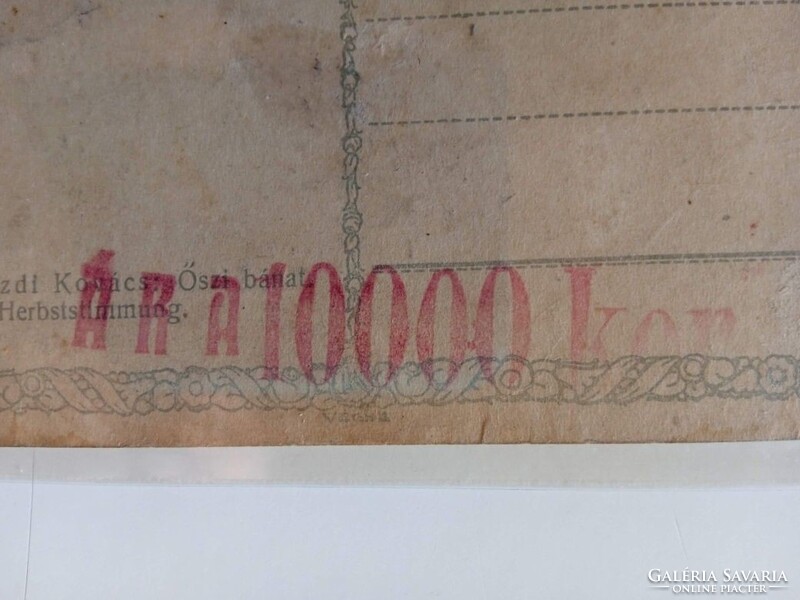 zdi Kovács: Őszi bánat.
Herbststimmung.
ÁRA 10000 kor
GALÉRIA SAVARIA
ONLINE PIACTÉR